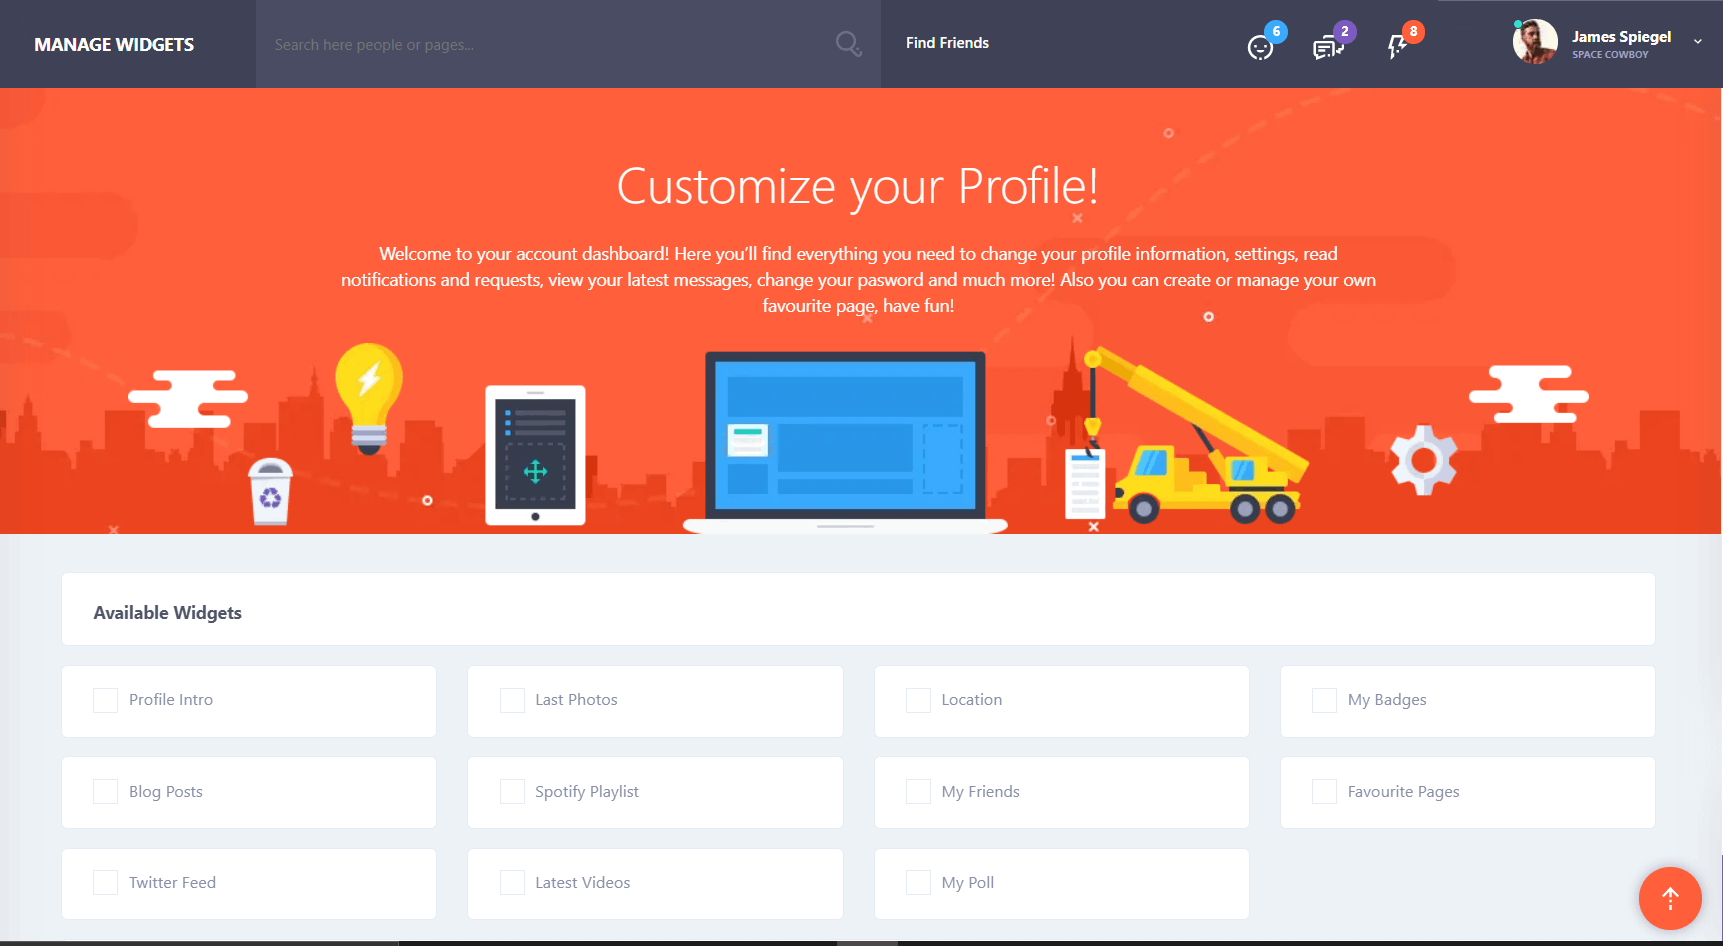 MANAGE WIDGETS
Search here people or pages...
Find Friends
6
2
8
James Spiegel
SPACE COWBOY
Customize your Profile!
Welcome to your account dashboard! Here you’ll find everything you need to change your profile information, settings, read
notifications and requests, view your latest messages, change your pasword and much more! Also you can create or manage your own
favourite page, have fun!
Available Widgets
Profile Intro
Last Photos
Location
My Badges
Blog Posts
Spotify Playlist
My Friends
Favourite Pages
Twitter Feed
Latest Videos
My Poll